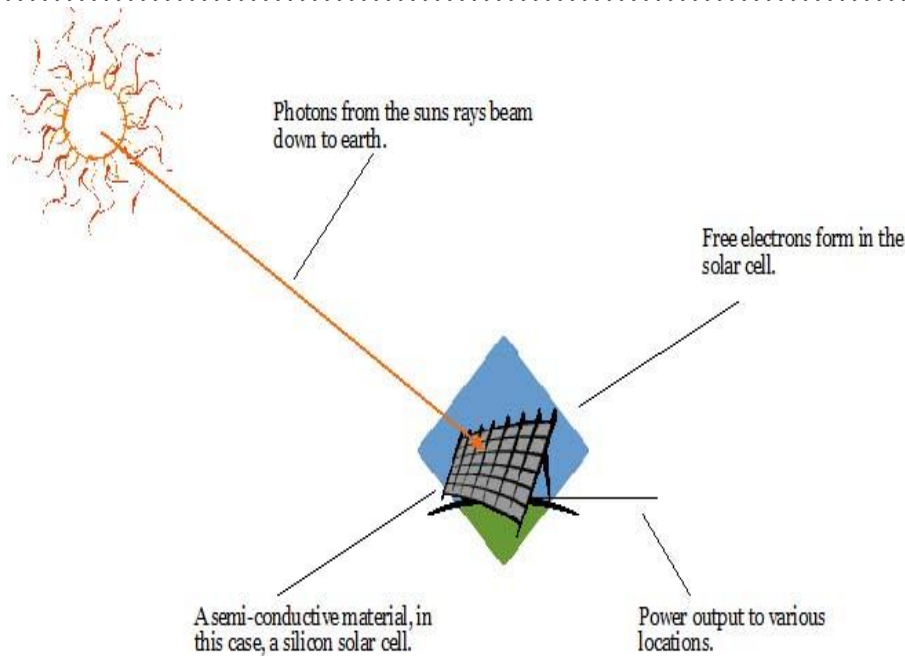 Photons from the suns rays beam
down to earth.
Free electrons form in the
solar cell.
A semi-conductive material, in
this case, a silicon solar cell.
Power output to various
locations.